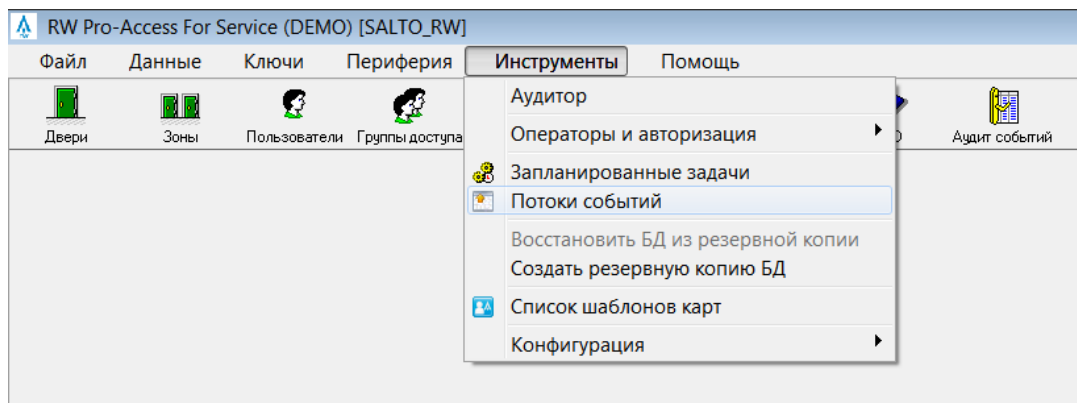 RW Pro-Access For Service (DEMO) [SALTO_RW]
Файл Данные Ключи Периферия Инструменты Помощь
Двери Зоны Пользователи Группы доступа Аудит событий
Аудитор
Операторы и авторизация
Запланированные задачи
Потоки событий
Восстановить БД из резервной копии
Создать резервную копию БД
Список шаблонов карт
Конфигурация